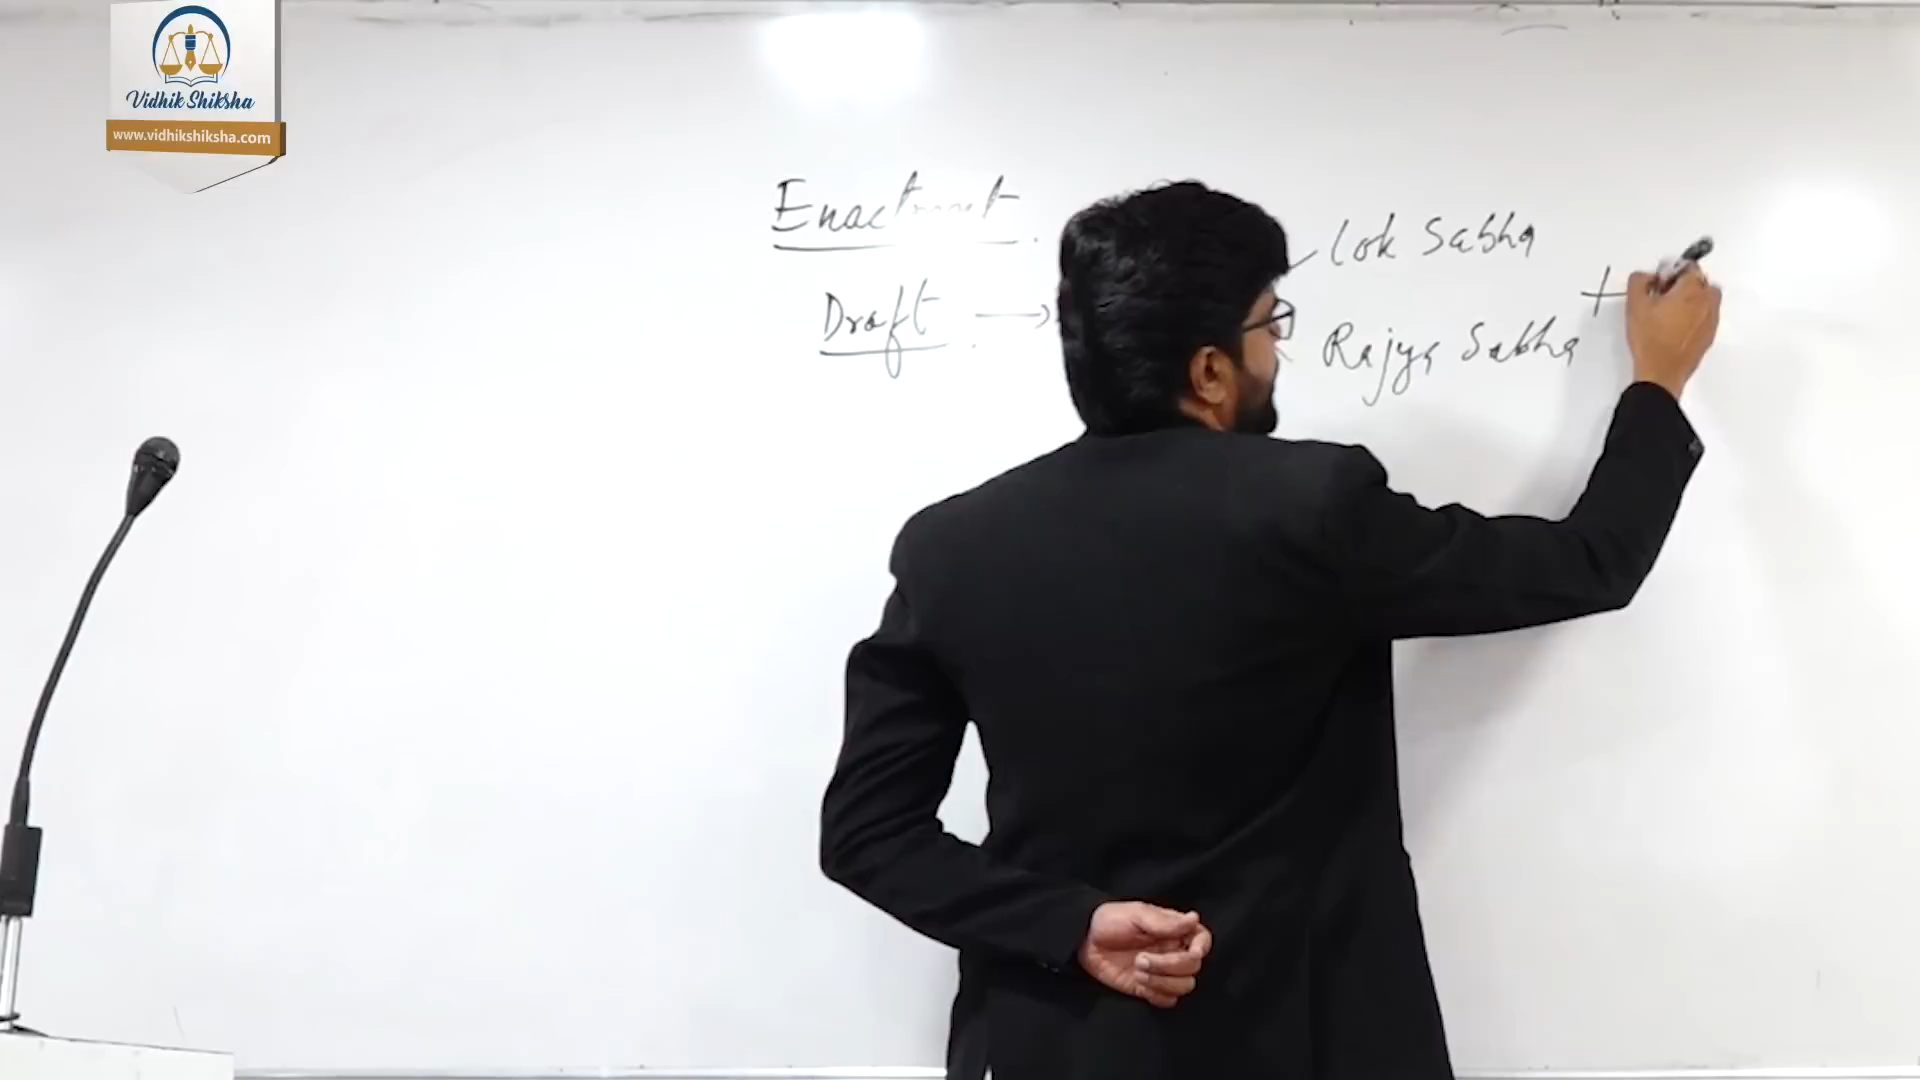 Vidhik Shiksha
www.vidhikshiksha.com
Enactment
Lok Sabha
Draft →
+
Rajya Sabha